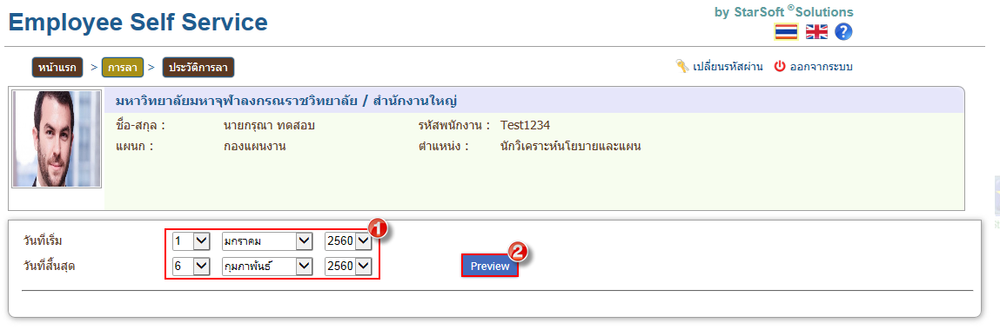 Employee Self Service
by StarSoft ®Solutions
?
หน้าแรก > การลา > ประวัติการลา
เปลี่ยนรหัสผ่าน ออกจากระบบ
มหาวิทยาลัยมหาจุฬาลงกรณราชวิทยาลัย / สำนักงานใหญ่
ชื่อ-สกุล : นายกรุณา ทดสอบ รหัสพนักงาน : Test1234
แผนก : กองแผนงาน ตำแหน่ง : นักวิเคราะห์นโยบายและแผน
1
วันที่เริ่ม 1 มกราคม 2560
2
วันที่สิ้นสุด 6 กุมภาพันธ์ 2560 Preview